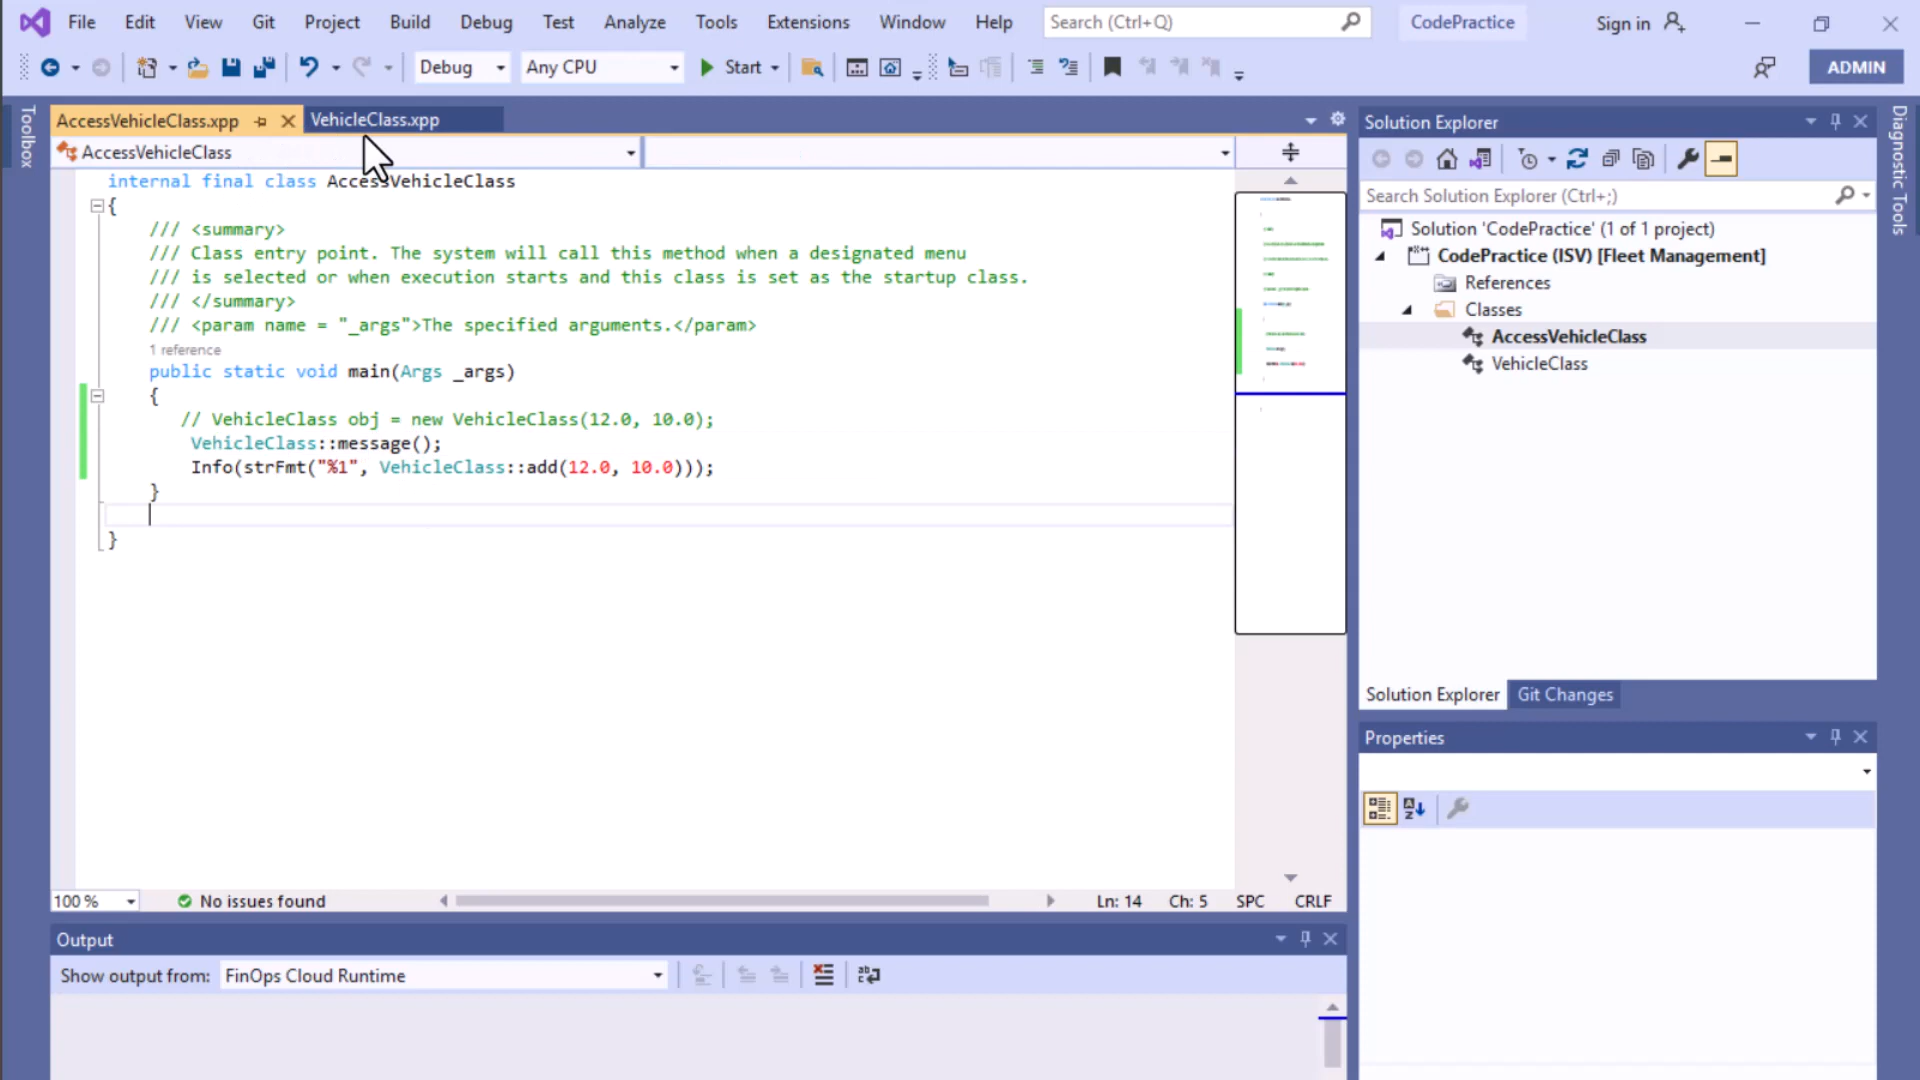 File Edit View Git Project Build Debug Test Analyze Tools Extensions Window Help Search (Ctrl+Q) CodePractice Sign in
Debug Any CPU Start ADMIN
Toolbox
AccessVehicleClass.xpp VehicleClass.xpp
AccessVehicleClass
internal final class AccessVehicleClass
{
/// <summary>
/// Class entry point. The system will call this method when a designated menu
/// is selected or when execution starts and this class is set as the startup class.
/// </summary>
/// <param name = "_args">The specified arguments.</param>
1 reference
public static void main(Args _args)
{
// VehicleClass obj = new VehicleClass(12.0, 10.0);
VehicleClass::message();
Info(strFmt("%1", VehicleClass::add(12.0, 10.0)));
}
}
100 % No issues found Ln: 14 Ch: 5 SPC CRLF
Output
Show output from: FinOps Cloud Runtime
Solution Explorer
Search Solution Explorer (Ctrl+;)
Solution 'CodePractice' (1 of 1 project)
CodePractice (ISV) [Fleet Management]
References
Classes
AccessVehicleClass
VehicleClass
Solution Explorer Git Changes
Properties
Diagnostic Tools